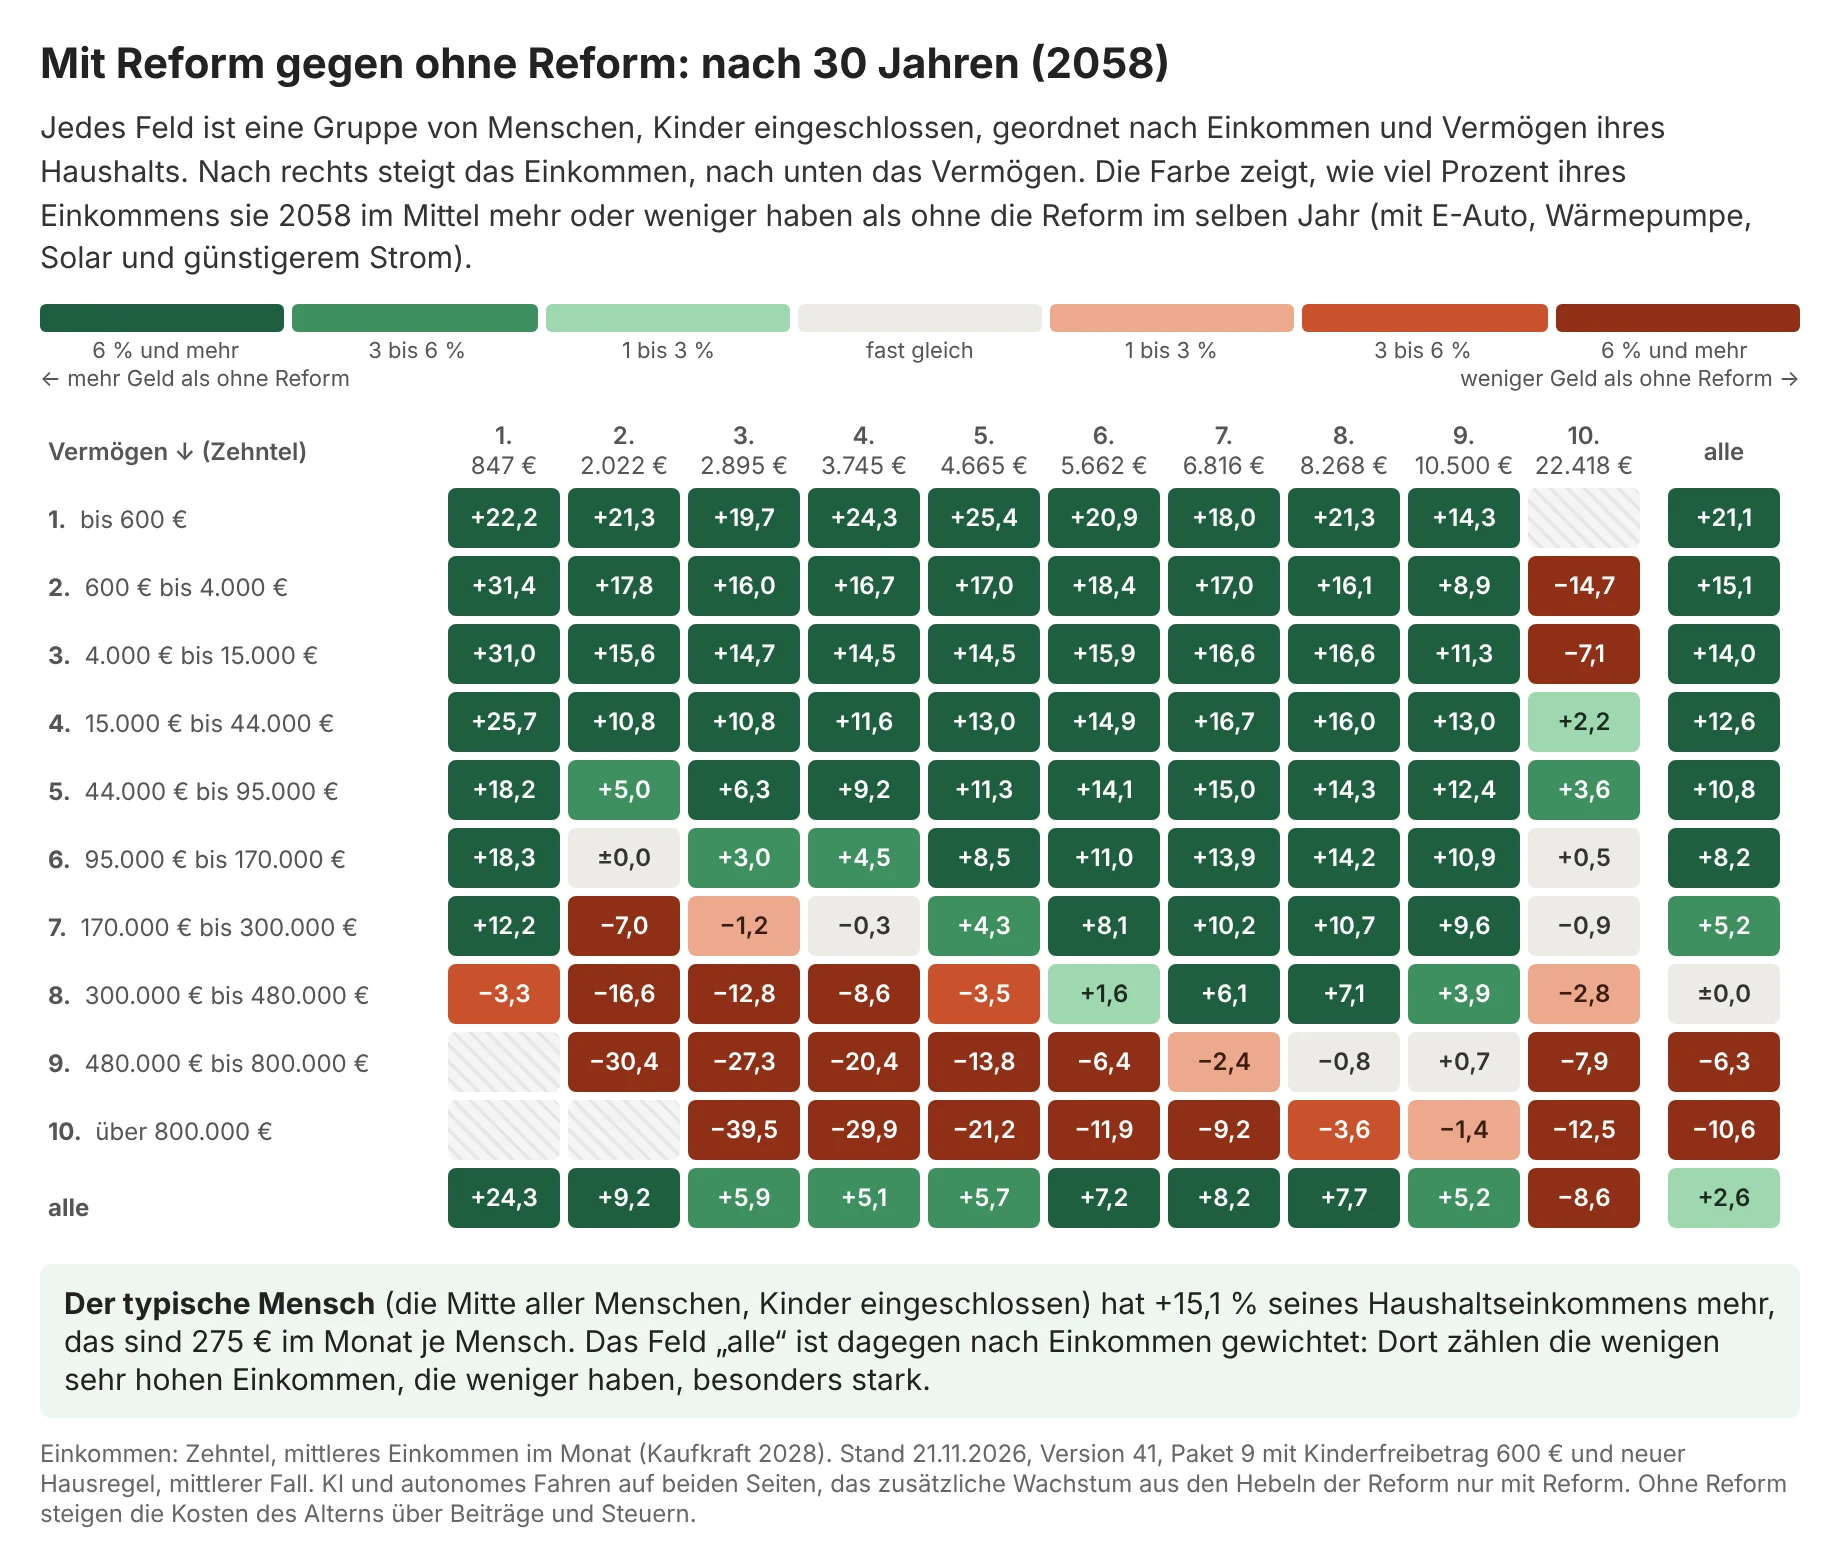 Mit Reform gegen ohne Reform: nach 30 Jahren (2058)
Jedes Feld ist eine Gruppe von Menschen, Kinder eingeschlossen, geordnet nach Einkommen und Vermögen ihres
Haushalts. Nach rechts steigt das Einkommen, nach unten das Vermögen. Die Farbe zeigt, wie viel Prozent ihres
Einkommens sie 2058 im Mittel mehr oder weniger haben als ohne die Reform im selben Jahr (mit E-Auto, Wärmepumpe,
Solar und günstigerem Strom).
6 % und mehr 3 bis 6 % 1 bis 3 % fast gleich 1 bis 3 % 3 bis 6 % 6 % und mehr
← mehr Geld als ohne Reform weniger Geld als ohne Reform →
Vermögen ↓ (Zehntel) 1. 2. 3. 4. 5. 6. 7. 8. 9. 10. alle
847 € 2.022 € 2.895 € 3.745 € 4.665 € 5.662 € 6.816 € 8.268 € 10.500 € 22.418 €
1. bis 600 € +22,2 +21,3 +19,7 +24,3 +25,4 +20,9 +18,0 +21,3 +14,3 +21,1
2. 600 € bis 4.000 € +31,4 +17,8 +16,0 +16,7 +17,0 +18,4 +17,0 +16,1 +8,9 −14,7 +15,1
3. 4.000 € bis 15.000 € +31,0 +15,6 +14,7 +14,5 +14,5 +15,9 +16,6 +16,6 +11,3 −7,1 +14,0
4. 15.000 € bis 44.000 € +25,7 +10,8 +10,8 +11,6 +13,0 +14,9 +16,7 +16,0 +13,0 +2,2 +12,6
5. 44.000 € bis 95.000 € +18,2 +5,0 +6,3 +9,2 +11,3 +14,1 +15,0 +14,3 +12,4 +3,6 +10,8
6. 95.000 € bis 170.000 € +18,3 ±0,0 +3,0 +4,5 +8,5 +11,0 +13,9 +14,2 +10,9 +0,5 +8,2
7. 170.000 € bis 300.000 € +12,2 −7,0 −1,2 −0,3 +4,3 +8,1 +10,2 +10,7 +9,6 −0,9 +5,2
8. 300.000 € bis 480.000 € −3,3 −16,6 −12,8 −8,6 −3,5 +1,6 +6,1 +7,1 +3,9 −2,8 ±0,0
9. 480.000 € bis 800.000 € −30,4 −27,3 −20,4 −13,8 −6,4 −2,4 −0,8 +0,7 −7,9 −6,3
10. über 800.000 € −39,5 −29,9 −21,2 −11,9 −9,2 −3,6 −1,4 −12,5 −10,6
alle +24,3 +9,2 +5,9 +5,1 +5,7 +7,2 +8,2 +7,7 +5,2 −8,6 +2,6
Der typische Mensch (die Mitte aller Menschen, Kinder eingeschlossen) hat +15,1 % seines Haushaltseinkommens mehr,
das sind 275 € im Monat je Mensch. Das Feld „alle“ ist dagegen nach Einkommen gewichtet: Dort zählen die wenigen
sehr hohen Einkommen, die weniger haben, besonders stark.
Einkommen: Zehntel, mittleres Einkommen im Monat (Kaufkraft 2028). Stand 21.11.2026, Version 41, Paket 9 mit Kinderfreibetrag 600 € und neuer
Hausregel, mittlerer Fall. KI und autonomes Fahren auf beiden Seiten, das zusätzliche Wachstum aus den Hebeln der Reform nur mit Reform. Ohne Reform
steigen die Kosten des Alterns über Beiträge und Steuern.